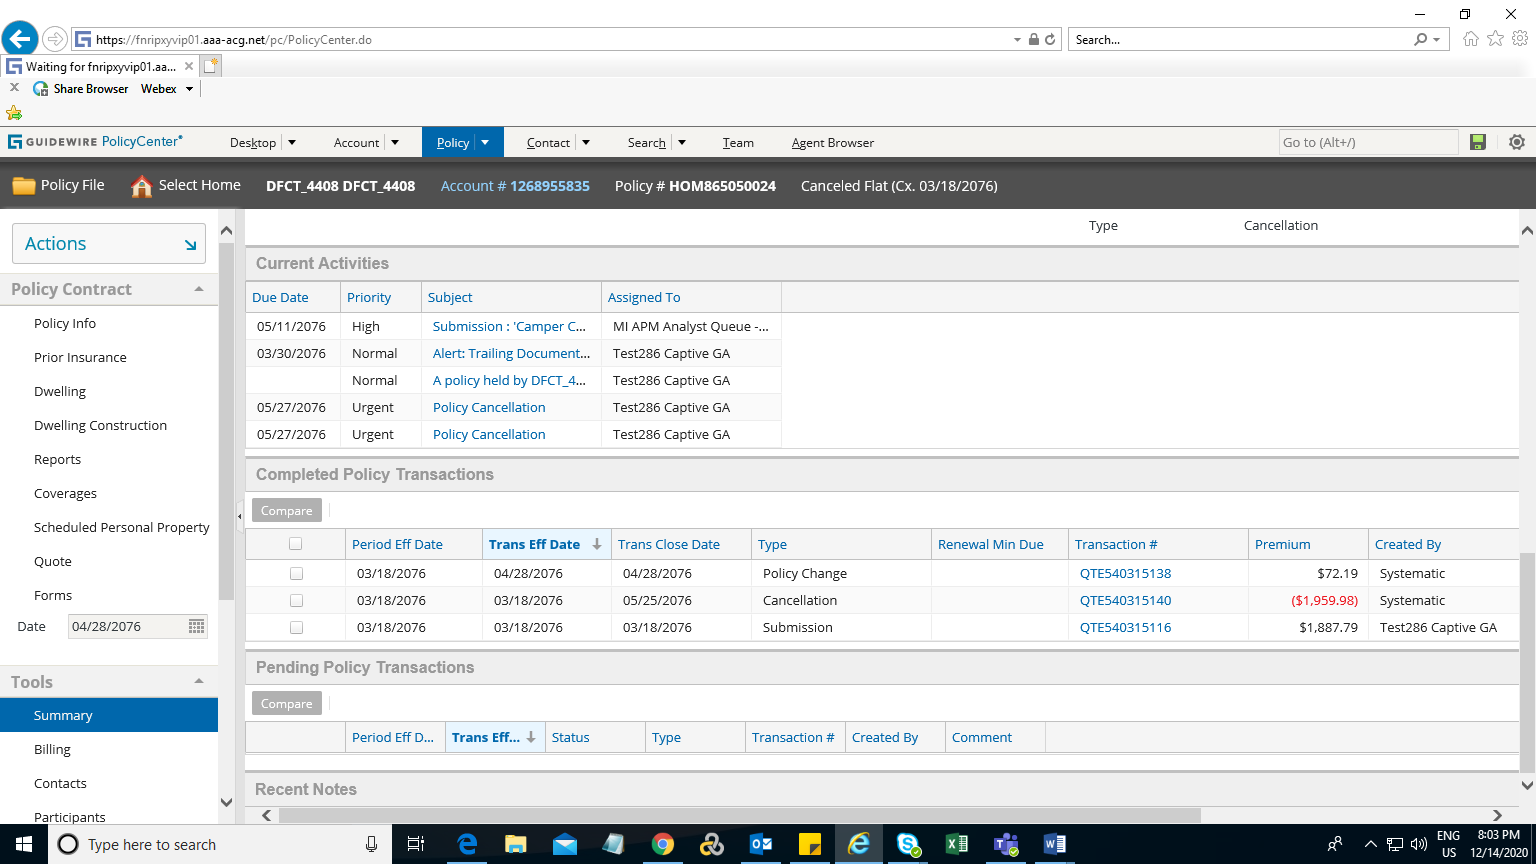 https://fnripxyvip01.aaa-acg.net/pc/PolicyCenter.do
Search...
Waiting for fnripxyvip01.aa...
x Share Browser Webex
GUIDEWIRE PolicyCenter®
Desktop Account Policy Contact Search Team Agent Browser
Go to (Alt+/)
Policy File Select Home DFCT_4408 DFCT_4408 Account # 1268955835 Policy # HOM865050024 Canceled Flat (Cx. 03/18/2076)
Actions
Policy Contract
Policy Info
Prior Insurance
Dwelling
Dwelling Construction
Reports
Coverages
Scheduled Personal Property
Quote
Forms
Date 04/28/2076
Tools
Summary
Billing
Contacts
Participants
Type Cancellation
Current Activities
Due Date Priority Subject Assigned To
05/11/2076 High Submission : 'Camper C... MI APM Analyst Queue -...
03/30/2076 Normal Alert: Trailing Document... Test286 Captive GA
Normal A policy held by DFCT_4... Test286 Captive GA
05/27/2076 Urgent Policy Cancellation Test286 Captive GA
05/27/2076 Urgent Policy Cancellation Test286 Captive GA
Completed Policy Transactions
Compare
Period Eff Date Trans Eff Date Trans Close Date Type Renewal Min Due Transaction # Premium Created By
03/18/2076 04/28/2076 04/28/2076 Policy Change QTE540315138 $72.19 Systematic
03/18/2076 03/18/2076 05/25/2076 Cancellation QTE540315140 ($1,959.98) Systematic
03/18/2076 03/18/2076 03/18/2076 Submission QTE540315116 $1,887.79 Test286 Captive GA
Pending Policy Transactions
Compare
Period Eff D... Trans Eff... Status Type Transaction # Created By Comment
Recent Notes
Type here to search
ENG
US
8:03 PM
12/14/2020